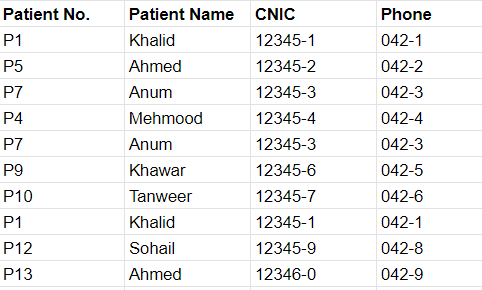 Patient No. Patient Name CNIC Phone
P1 Khalid 12345-1 042-1
P5 Ahmed 12345-2 042-2
P7 Anum 12345-3 042-3
P4 Mehmood 12345-4 042-4
P7 Anum 12345-3 042-3
P9 Khawar 12345-6 042-5
P10 Tanweer 12345-7 042-6
P1 Khalid 12345-1 042-1
P12 Sohail 12345-9 042-8
P13 Ahmed 12346-0 042-9